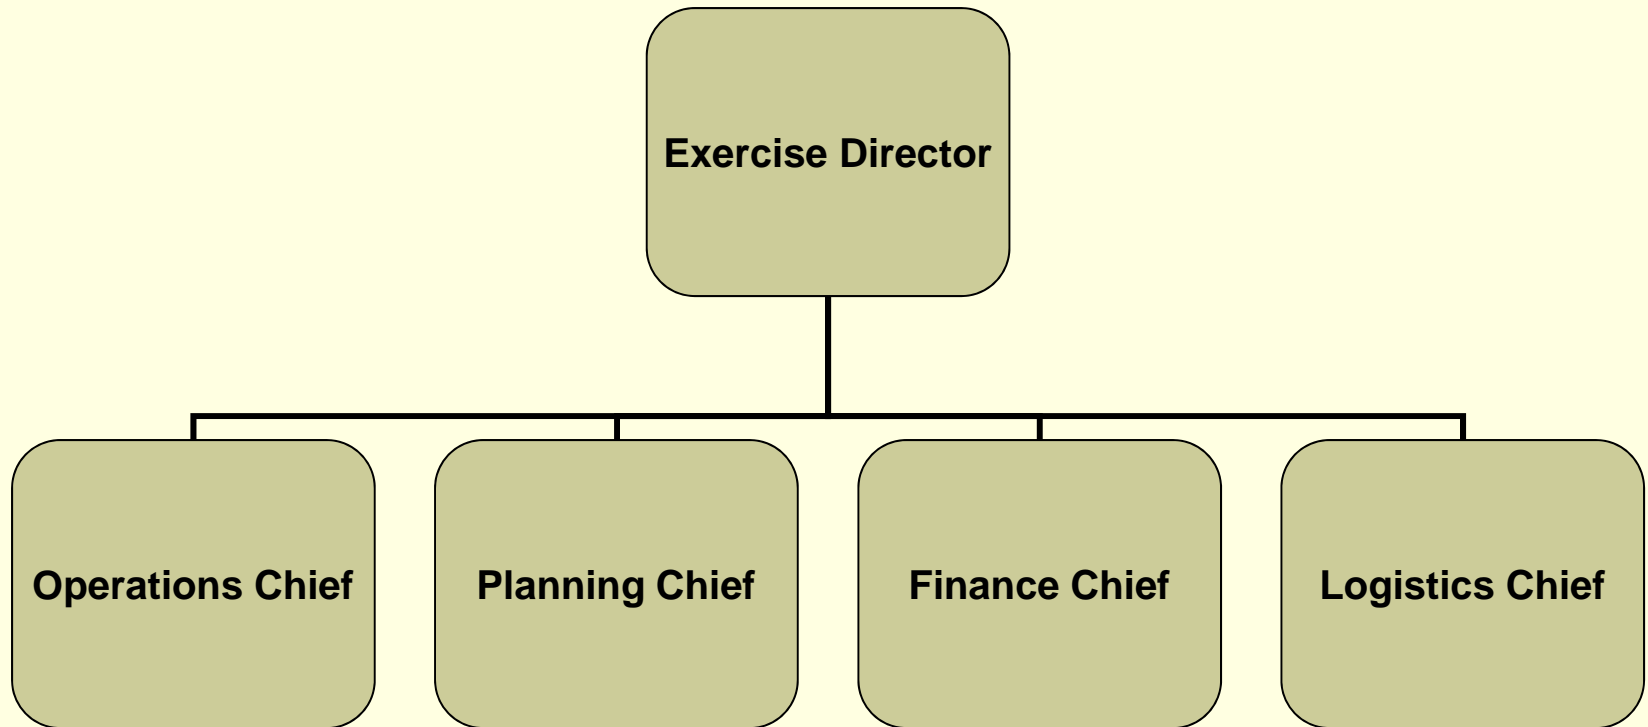 Exercise Director
Operations Chief
Planning Chief
Finance Chief
Logistics Chief